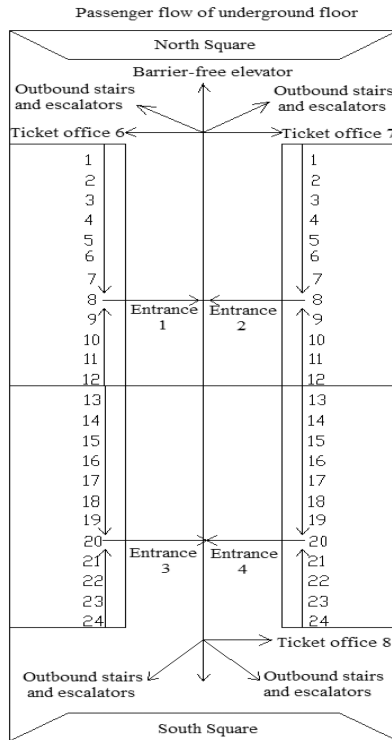 Passenger flow of underground floor
North Square
Barrier-free elevator
Outbound stairs
and escalators
Outbound stairs
and escalators
Ticket office 6
Ticket office 7
1 1
2 2
3 3
4 4
5 5
6 6
7 7
8 8
Entrance
1
Entrance
2
9 9
10 10
11 11
12 12
13 13
14 14
15 15
16 16
17 17
18 18
19 19
20 20
Entrance
3
Entrance
4
21 21
22 22
23 23
24 24
Ticket office 8
Outbound stairs
and escalators
Outbound stairs
and escalators
South Square